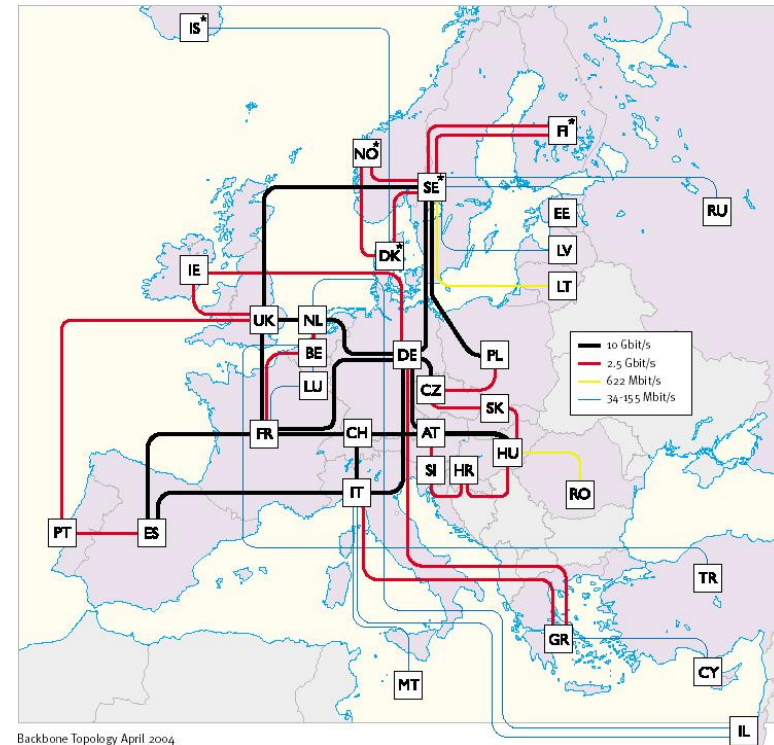 IS*
FI*
NO*
SE*
RU
EE
DK*
LV
IE
LT
UK
NL
BE
DE
PL
10 Gbit/s
2.5 Gbit/s
622 Mbit/s
34-155 Mbit/s
LU
CZ
SK
FR
CH
AT
HU
SI
HR
IT
RO
PT
ES
TR
GR
CY
MT
IL
Backbone Topology April 2004